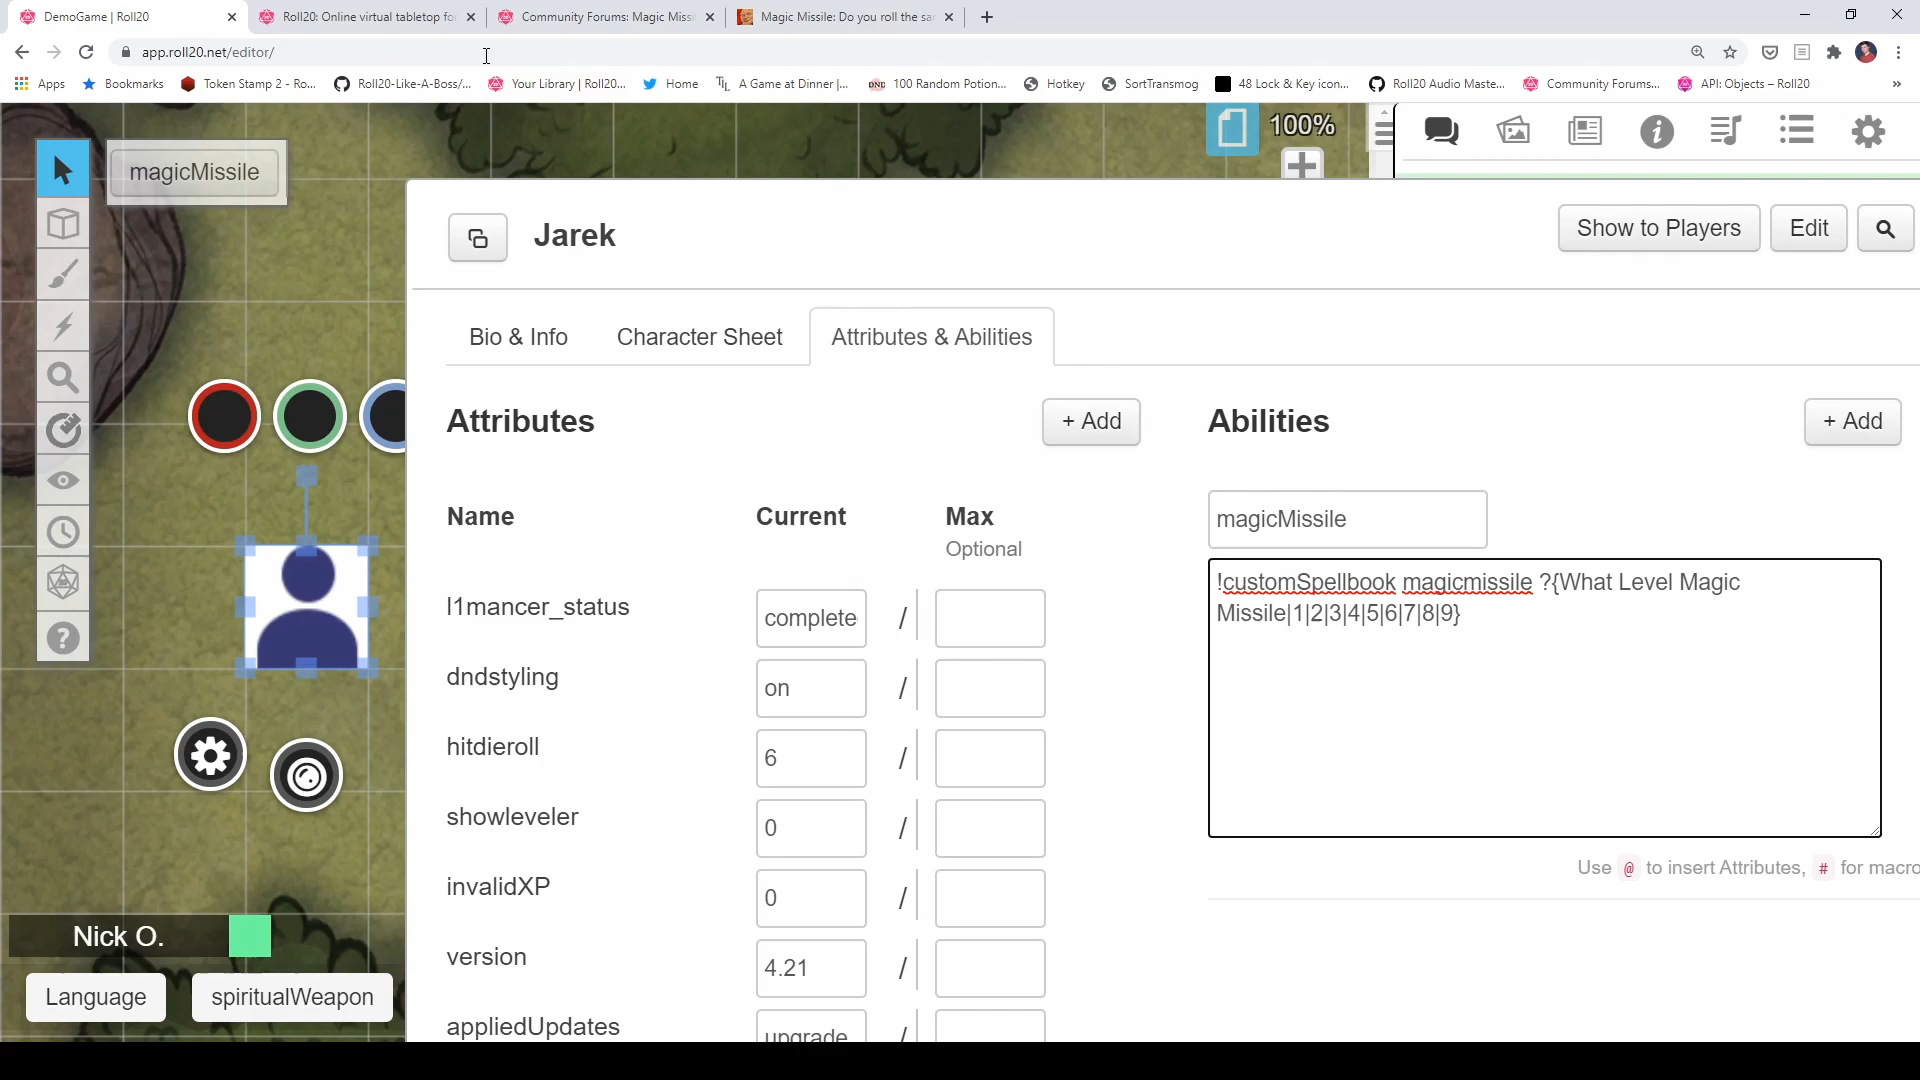 DemoGame | Roll20
Roll20: Online virtual tabletop fo
Community Forums: Magic Missi
Magic Missile: Do you roll the sa
app.roll20.net/editor/
Apps
Bookmarks
Token Stamp 2 - Ro...
Roll20-Like-A-Boss/...
Your Library | Roll20...
Home
A Game at Dinner |...
100 Random Potion...
Hotkey
SortTransmog
48 Lock & Key icon...
Roll20 Audio Maste...
Community Forums...
API: Objects – Roll20
»
magicMissile
100%
Jarek
Show to Players
Edit
Bio & Info
Character Sheet
Attributes & Abilities
Attributes
+ Add
Abilities
+ Add
Name
Current
Max
Optional
magicMissile
!customSpellbook magicmissile ?{What Level Magic
Missile|1|2|3|4|5|6|7|8|9}
l1mancer_status
complete
/
dndstyling
on
/
hitdieroll
6
/
showleveler
0
/
Use @ to insert Attributes, # for macro
invalidXP
0
/
version
4.21
/
appliedUpdates
upgrade
/
Nick O.
Language
spiritualWeapon